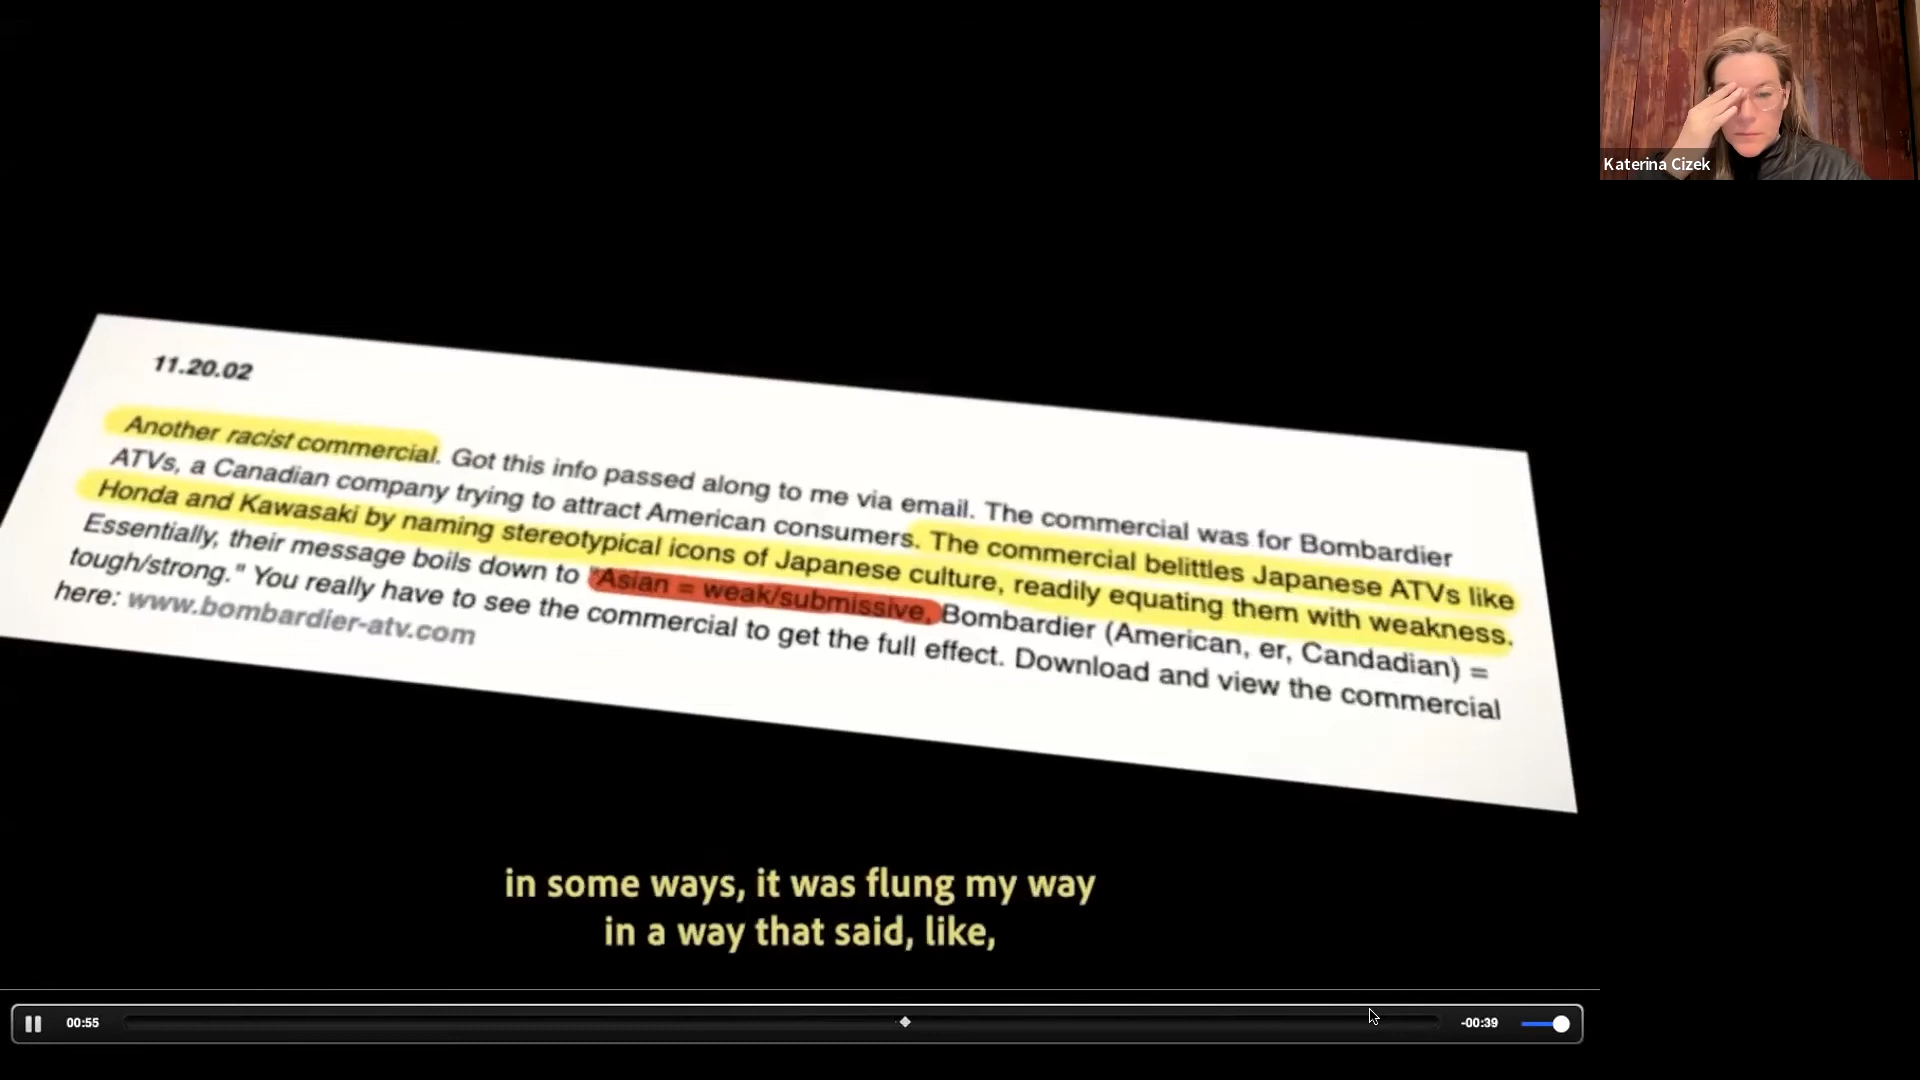 Katerina Cizek
11.20.02
Another racist commercial. Got this info passed along to me via email. The commercial was for Bombardier
ATVs, a Canadian company trying to attract American consumers. The commercial belittles Japanese ATVs like
Honda and Kawasaki by naming stereotypical icons of Japanese culture, readily equating them with weakness.
Essentially, their message boils down to "Asian = weak/submissive, Bombardier (American, er, Candadian) =
tough/strong." You really have to see the commercial to get the full effect. Download and view the commercial
here: www.bombardier-atv.com
in some ways, it was flung my way
in a way that said, like,
00:55
-00:39